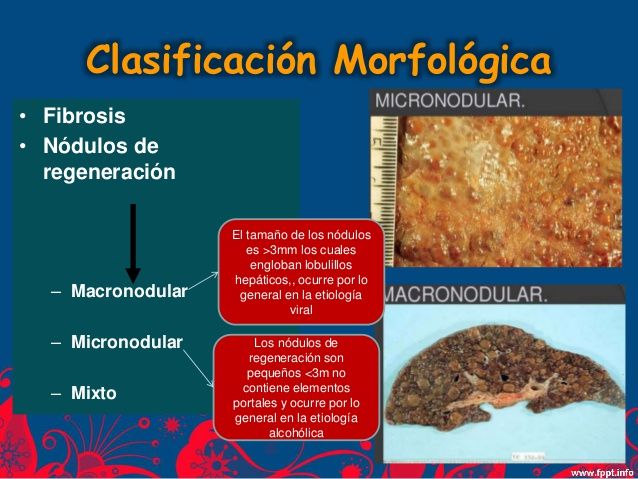 Clasificación Morfológica
• Fibrosis
• Nódulos de
regeneración
– Macronodular
– Micronodular
– Mixto
El tamaño de los nódulos
es >3mm los cuales
engloban lobulillos
hepáticos,, ocurre por lo
general en la etiología
viral
Los nódulos de
regeneración son
pequeños <3m no
contiene elementos
portales y ocurre por lo
general en la etiología
alcohólica
MICRONODULAR.
MACRONODULAR.
www.fppt.info